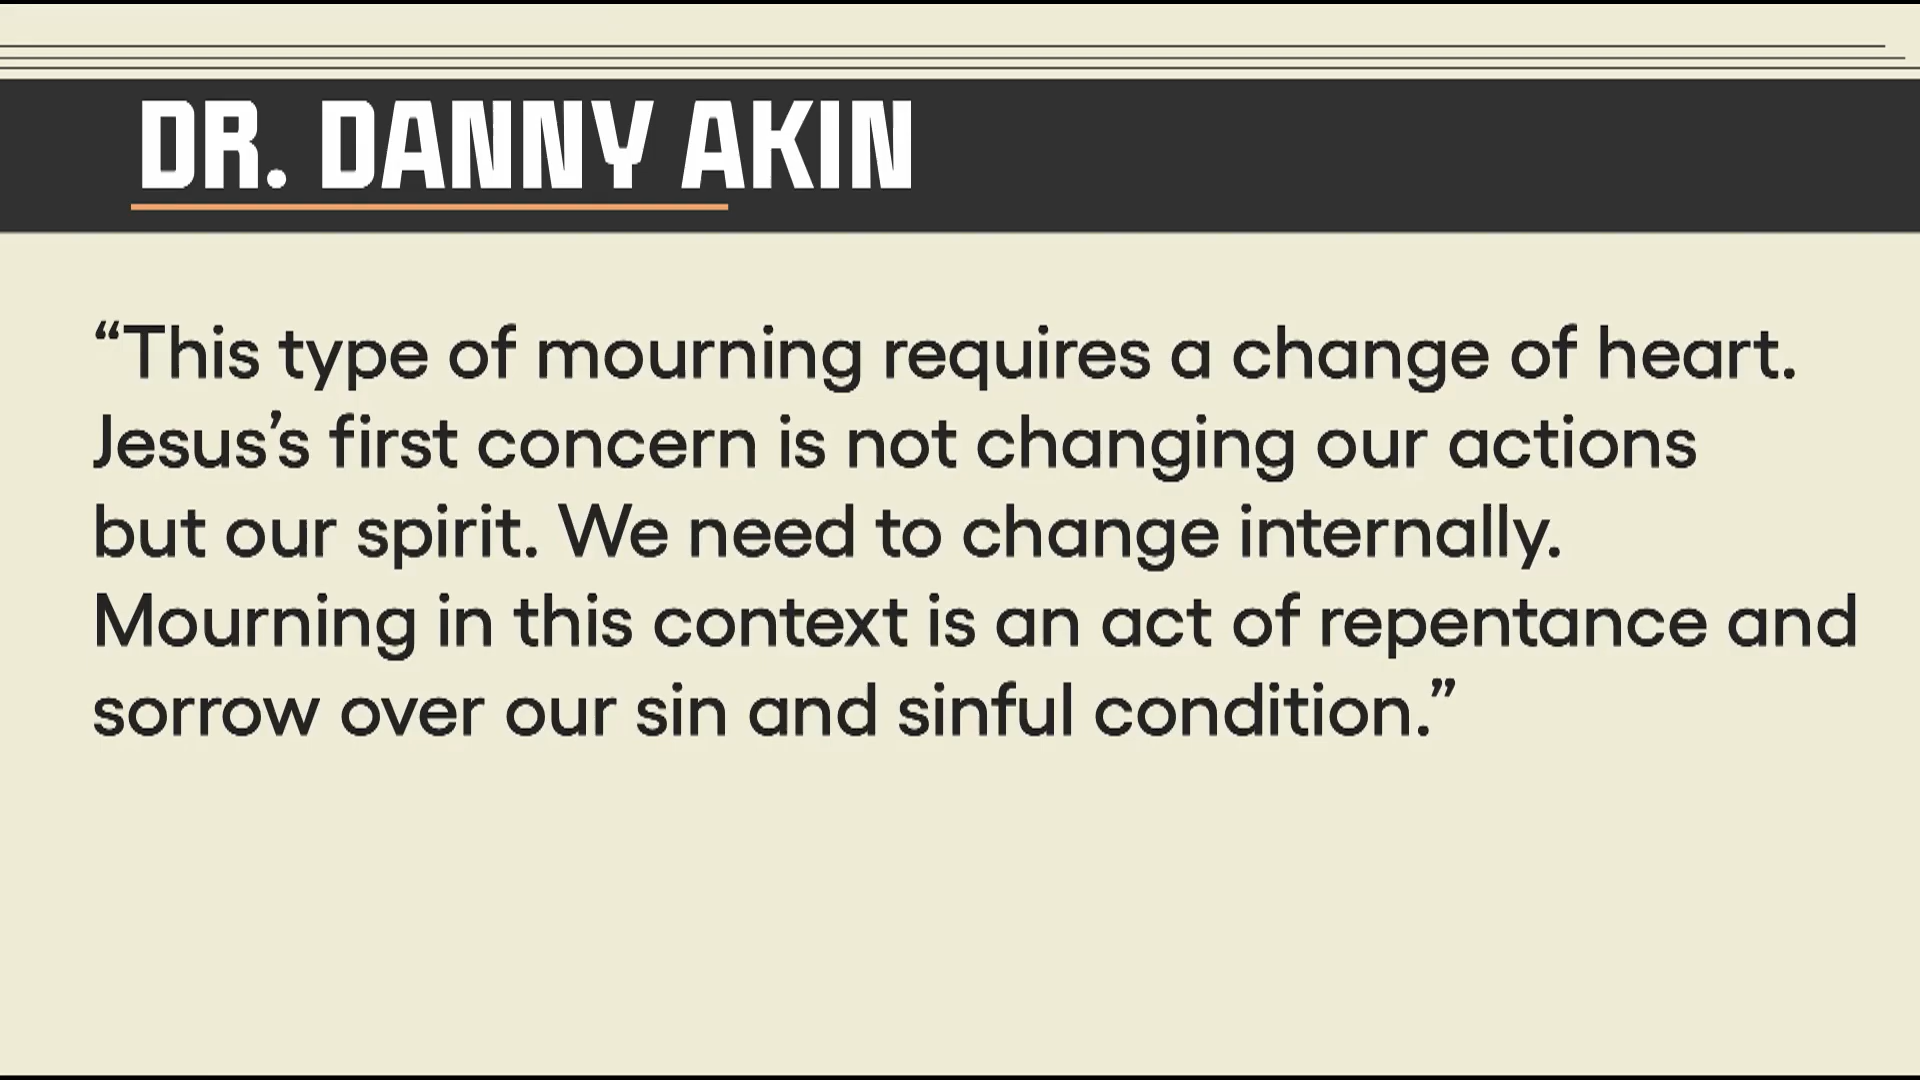 DR. DANNY AKIN
“This type of mourning requires a change of heart.
Jesus’s first concern is not changing our actions
but our spirit. We need to change internally.
Mourning in this context is an act of repentance and
sorrow over our sin and sinful condition.”